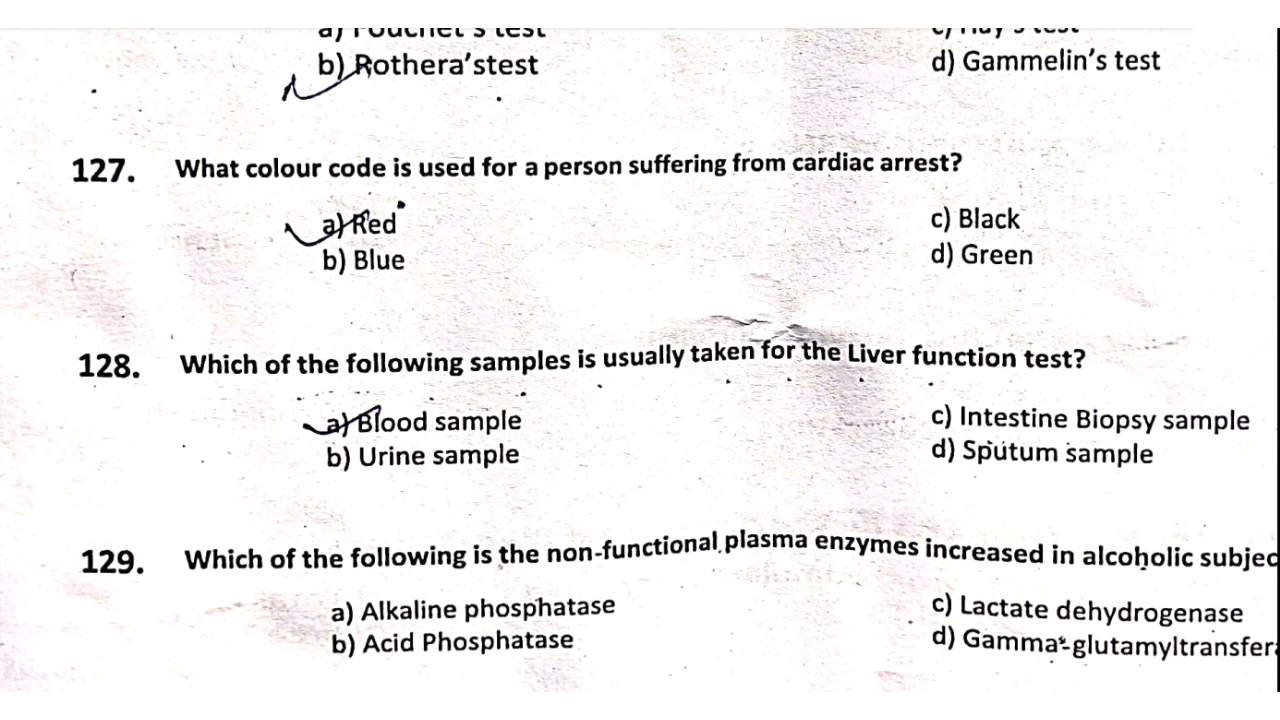 b) Rothera'stest
d) Gammelin's test
127. What colour code is used for a person suffering from cardiac arrest?
a) Red
c) Black
b) Blue
d) Green
128. Which of the following samples is usually taken for the Liver function test?
a) Blood sample
c) Intestine Biopsy sample
b) Urine sample
d) Sputum sample
129. Which of the following is the non-functional plasma enzymes increased in alcoholic subjec
a) Alkaline phosphatase
c) Lactate dehydrogenase
b) Acid Phosphatase
d) Gamma-glutamyltransfer